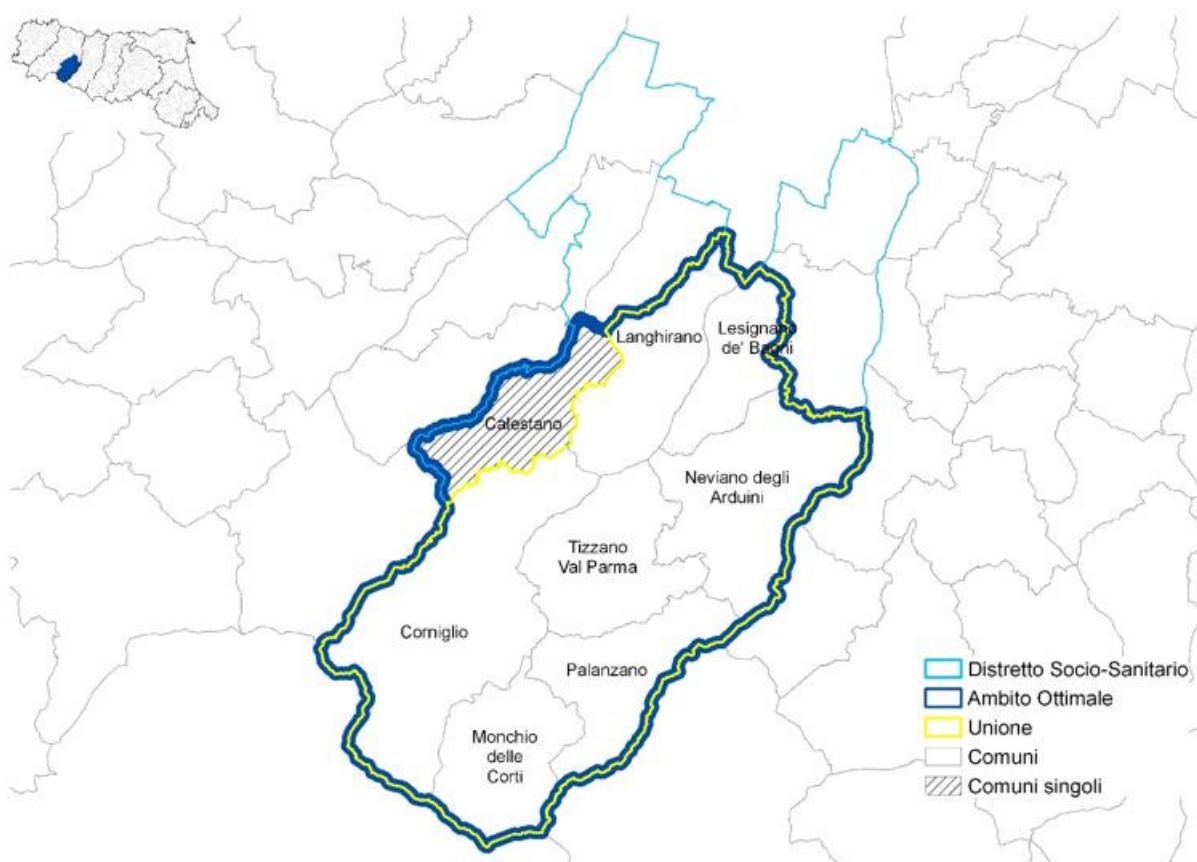 Langhirano
Lesignano
de' Bagni
Calestano
Neviano degli
Arduini
Tizzano
Val Parma
Corniglio
Palanzano
Monchio
delle
Corti
Distretto Socio-Sanitario
Ambito Ottimale
Unione
Comuni
Comuni singoli